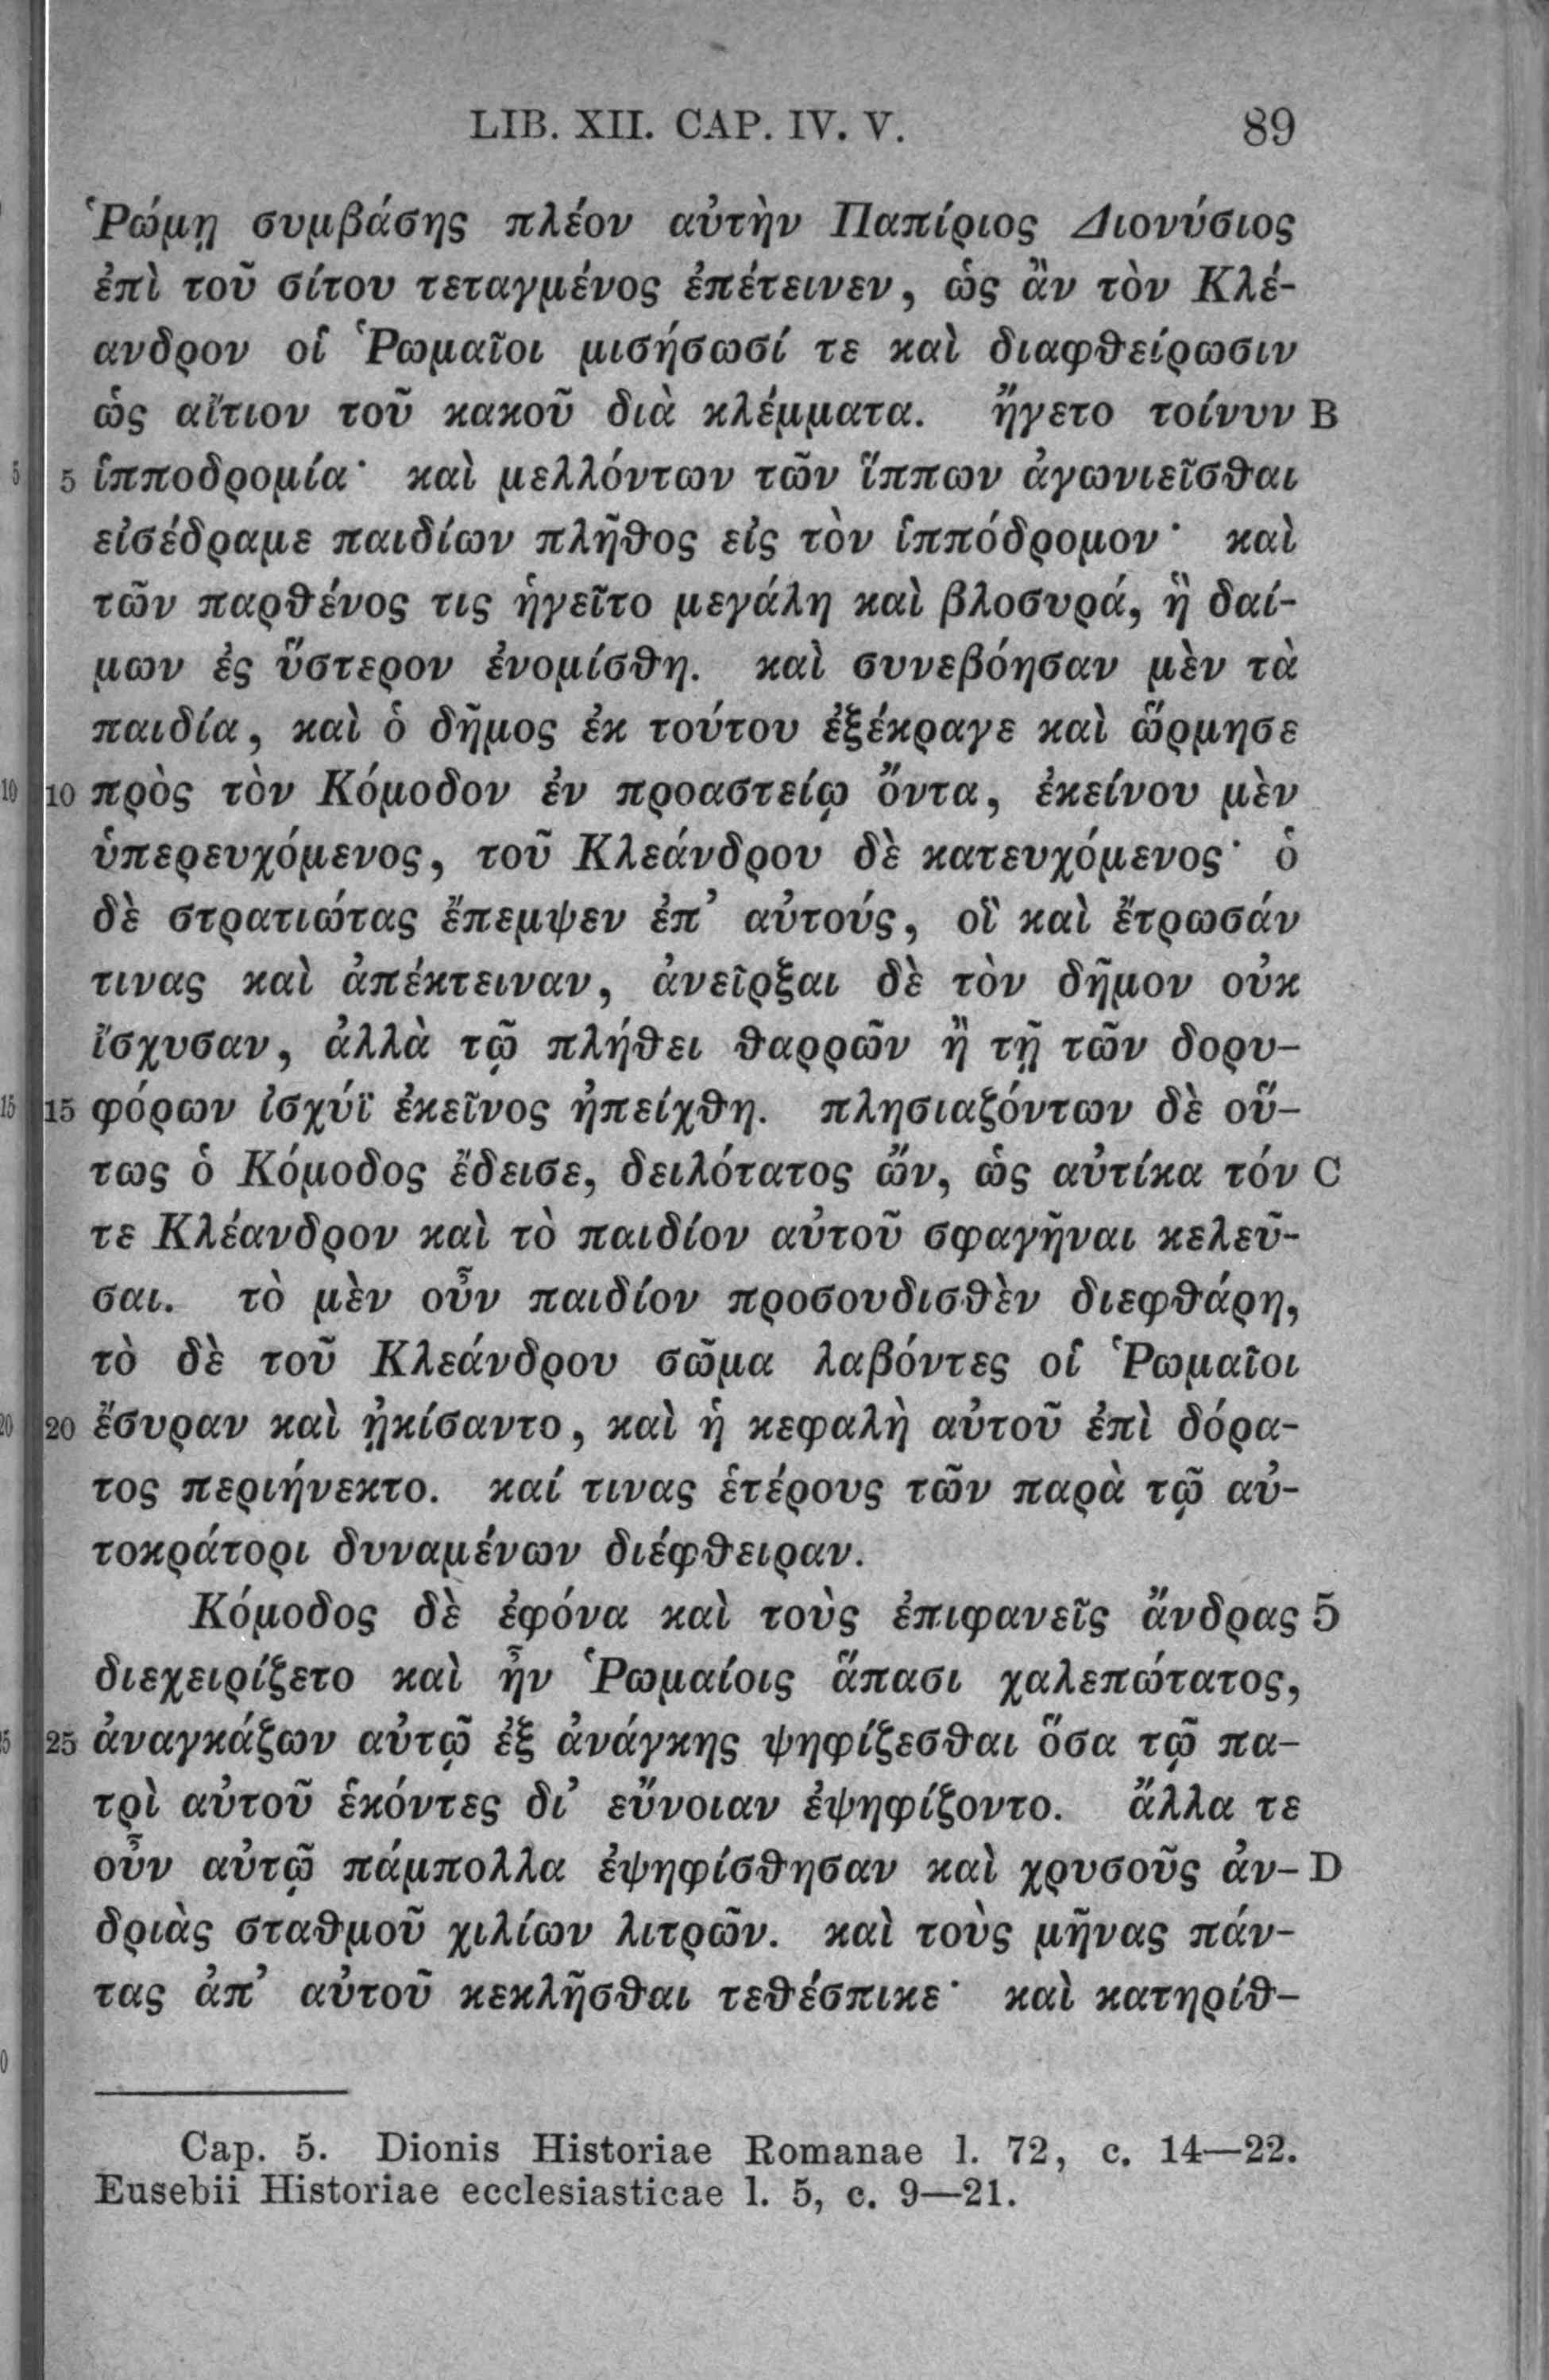 LIB. XII. CAP. IV. V. 89
Ῥώμῃ συμβάσης πλέον αὐτὴν Παπίριος Διονύσιος
ἐπὶ τοῦ σίτου τεταγμένος ἐπέτεινεν, ὡς ἂν τὸν Κλέ-
ανδρον οἱ Ῥωμαῖοι μισήσωσί τε καὶ διαφθείρωσιν
ὡς αἴτιον τοῦ κακοῦ διὰ κλέμματα. ἤγετο τοίνυν B
5 ἱπποδρομία· καὶ μελλόντων τῶν ἵππων ἀγωνιεῖσθαι
εἰσέδραμε παιδίων πλῆθος εἰς τὸν ἱππόδρομον· καὶ
τῶν παρθένος τις ἡγεῖτο μεγάλη καὶ βλοσυρά, ἣ δαί-
μων ἐς ὕστερον ἐνομίσθη. καὶ συνεβόησαν μὲν τὰ
παιδία, καὶ ὁ δῆμος ἐκ τούτου ἐξέκραγε καὶ ὥρμησε
10 πρὸς τὸν Κόμοδον ἐν προαστείῳ ὄντα, ἐκείνου μὲν
ὑπερευχόμενος, τοῦ Κλεάνδρου δὲ κατευχόμενος· ὁ
δὲ στρατιώτας ἔπεμψεν ἐπ’ αὐτούς, οἳ καὶ ἔτρωσάν
τινας καὶ ἀπέκτειναν, ἀνεῖρξαι δὲ τὸν δῆμον οὐκ
ἴσχυσαν, ἀλλὰ τῷ πλήθει θαρρῶν ἢ τῇ τῶν δορυ-
15 φόρων ἰσχύϊ ἐκεῖνος ἠπείχθη. πλησιαζόντων δὲ οὕ-
τως ὁ Κόμοδος ἔδεισε, δειλότατος ὤν, ὡς αὐτίκα τόν C
τε Κλέανδρον καὶ τὸ παιδίον αὐτοῦ σφαγῆναι κελεῦ-
σαι. τὸ μὲν οὖν παιδίον προσουδισθὲν διεφθάρη,
τὸ δὲ τοῦ Κλεάνδρου σῶμα λαβόντες οἱ Ῥωμαῖοι
20 ἔσυραν καὶ ᾐκίσαντο, καὶ ἡ κεφαλὴ αὐτοῦ ἐπὶ δόρα-
τος περιήνεκτο. καί τινας ἑτέρους τῶν παρὰ τῷ αὐ-
τοκράτορι δυναμένων διέφθειραν.
Κόμοδος δὲ ἐφόνα καὶ τοὺς ἐπιφανεῖς ἄνδρας 5
διεχειρίζετο καὶ ἦν Ῥωμαίοις ἅπασι χαλεπώτατος,
25 ἀναγκάζων αὐτῷ ἐξ ἀνάγκης ψηφίζεσθαι ὅσα τῷ πα-
τρὶ αὐτοῦ ἑκόντες δι’ εὔνοιαν ἐψηφίζοντο. ἄλλα τε
οὖν αὐτῷ πάμπολλα ἐψηφίσθησαν καὶ χρυσοῦς ἀν- D
δριὰς σταθμοῦ χιλίων λιτρῶν. καὶ τοὺς μῆνας πάν-
τας ἀπ’ αὐτοῦ κεκλῆσθαι τεθέσπικε· καὶ κατηρίθ-
Cap. 5. Dionis Historiae Romanae l. 72, c. 14—22.
Eusebii Historiae ecclesiasticae l. 5, c. 9—21.